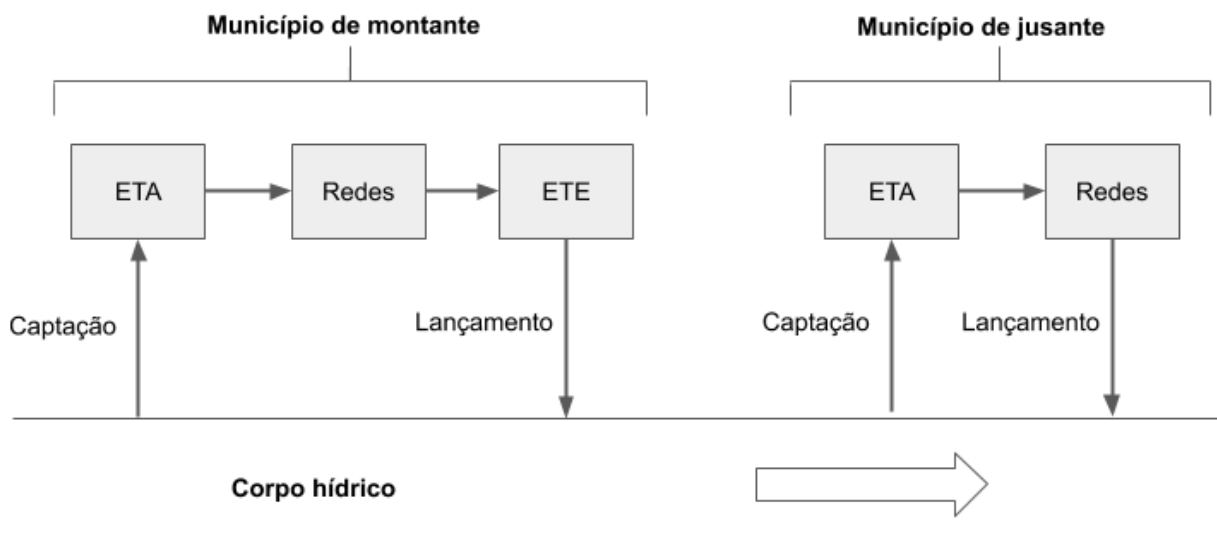 Município de montante
Município de jusante
ETA
Redes
ETE
ETA
Redes
Captação
Lançamento
Captação
Lançamento
Corpo hídrico